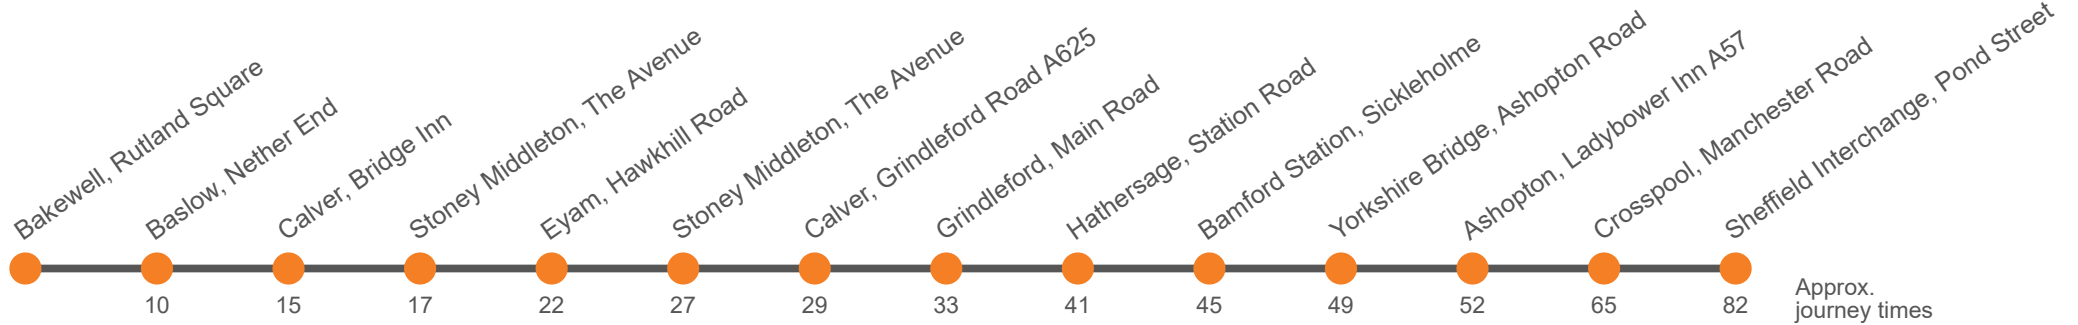 Bakewell, Rutland Square
Baslow, Nether End
Calver, Bridge Inn
Stoney Middleton, The Avenue
Eyam, Hawkhill Road
Stoney Middleton, The Avenue
Calver, Grindleford Road A625
Grindleford, Main Road
Hathersage, Station Road
Bamford Station, Sickleholme
Yorkshire Bridge, Ashopton Road
Ashopton, Ladybower Inn A57
Crosspool, Manchester Road
Sheffield Interchange, Pond Street
10 15 17 22 27 29 33 41 45 49 52 65 82
Approx.
journey times